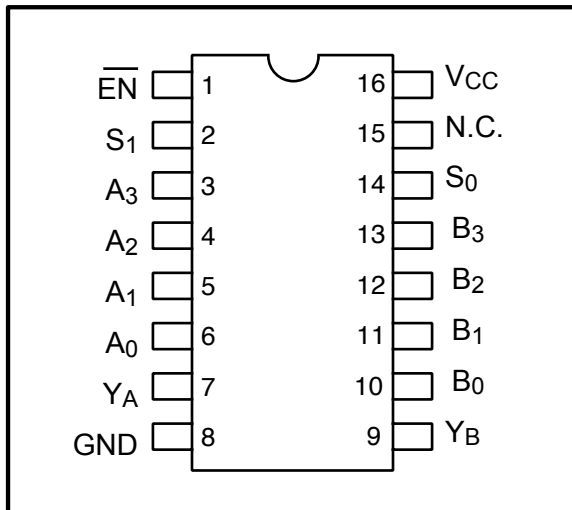 EN 1 16 VCC
S1 2 15 N.C.
A3 3 14 S0
A2 4 13 B3
A1 5 12 B2
A0 6 11 B1
YA 7 10 B0
GND 8 9 YB